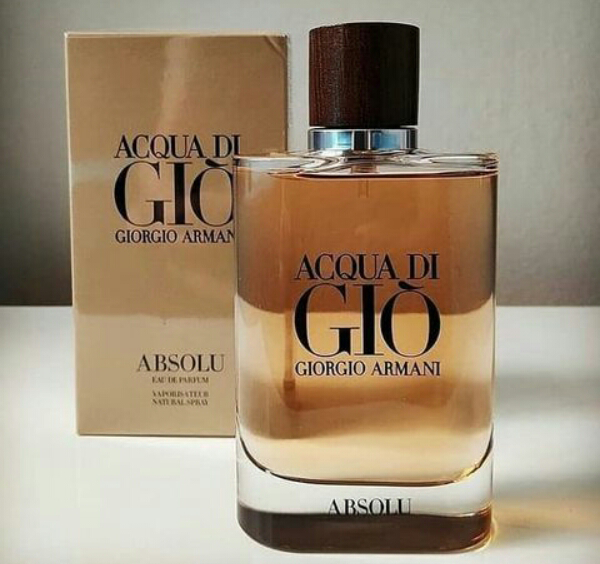 ACQUA DI
GIÒ
GIORGIO ARMANI
ABSOLU
EAU DE PARFUM
VAPORISATEUR
NATURAL SPRAY
ACQUA DI
GIÒ
GIORGIO ARMANI
ABSOLU